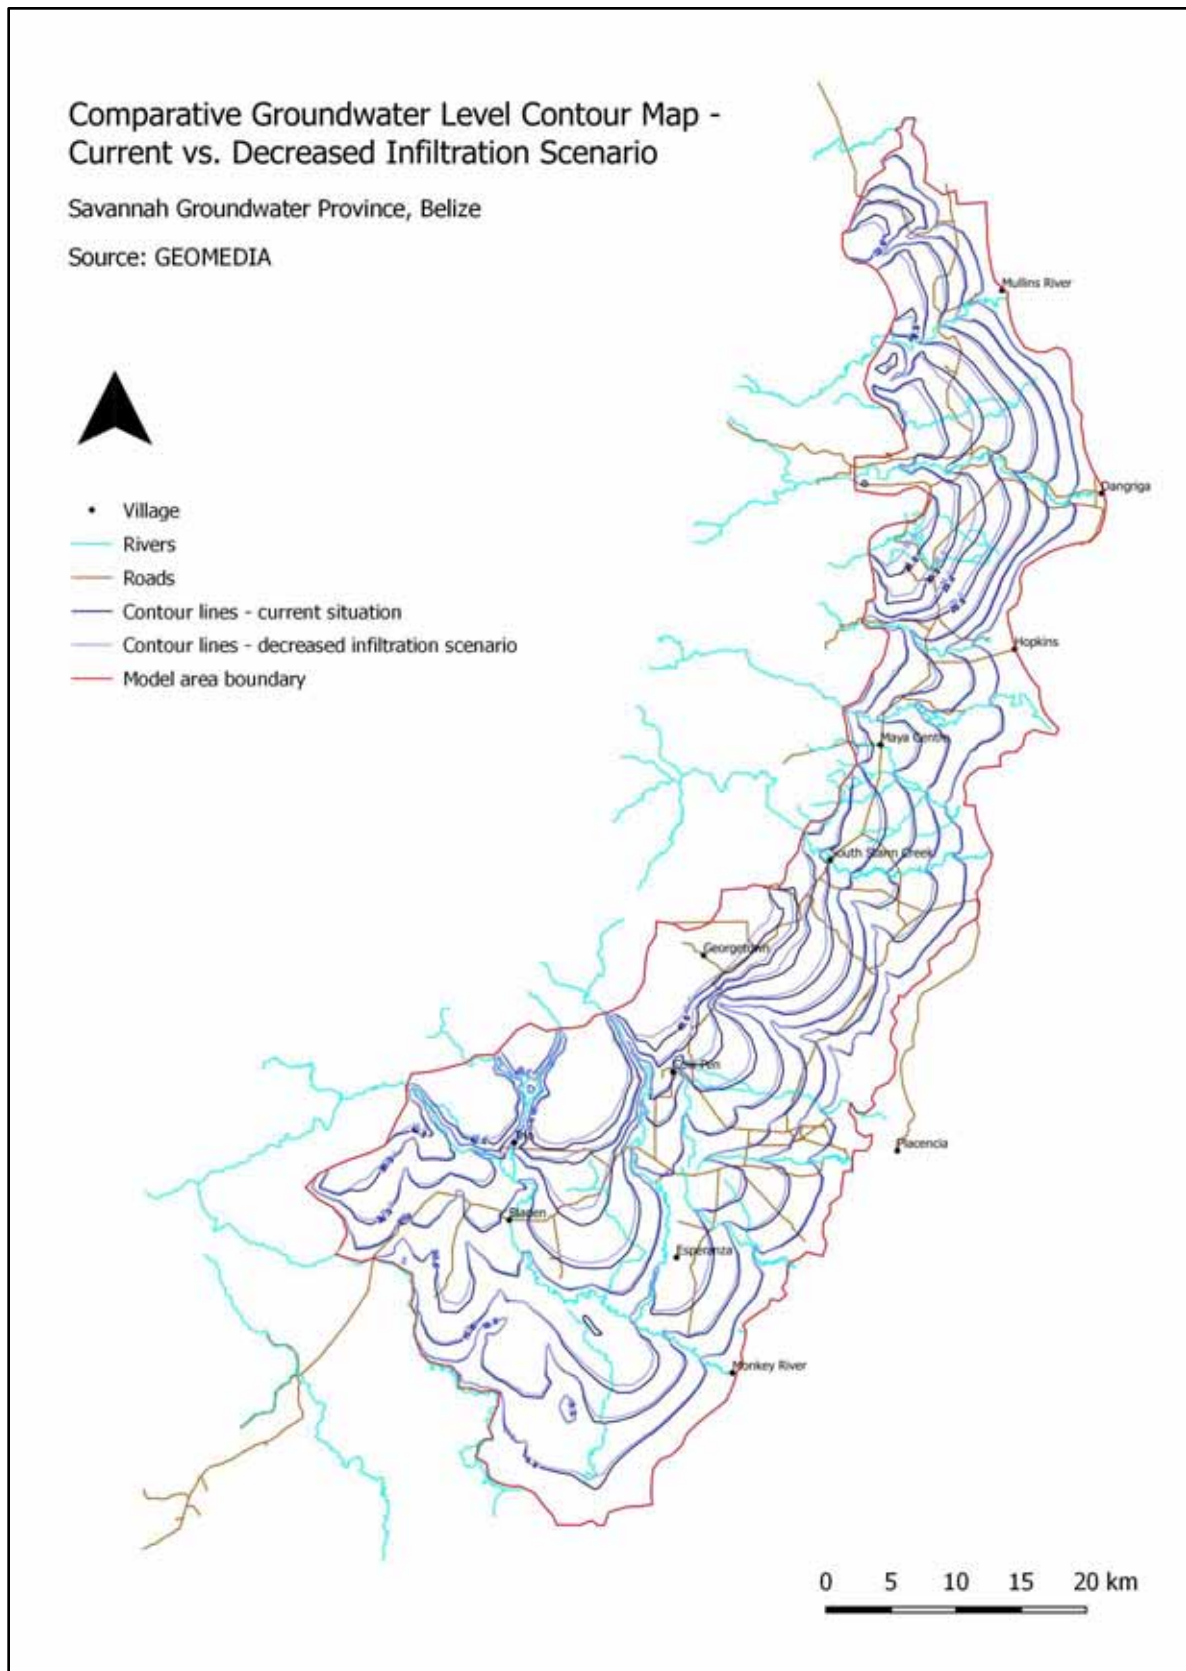 Comparative Groundwater Level Contour Map -
Current vs. Decreased Infiltration Scenario
Savannah Groundwater Province, Belize
Source: GEOMEDIA
Village
Rivers
Roads
Contour lines - current situation
Contour lines - decreased infiltration scenario
Model area boundary
Mullins River
Dangriga
Hopkins
Maya Centre
South Stann Creek
Georgetown
Pen
Placencia
Bladen
Esperanza
Monkey River
0 5 10 15 20 km